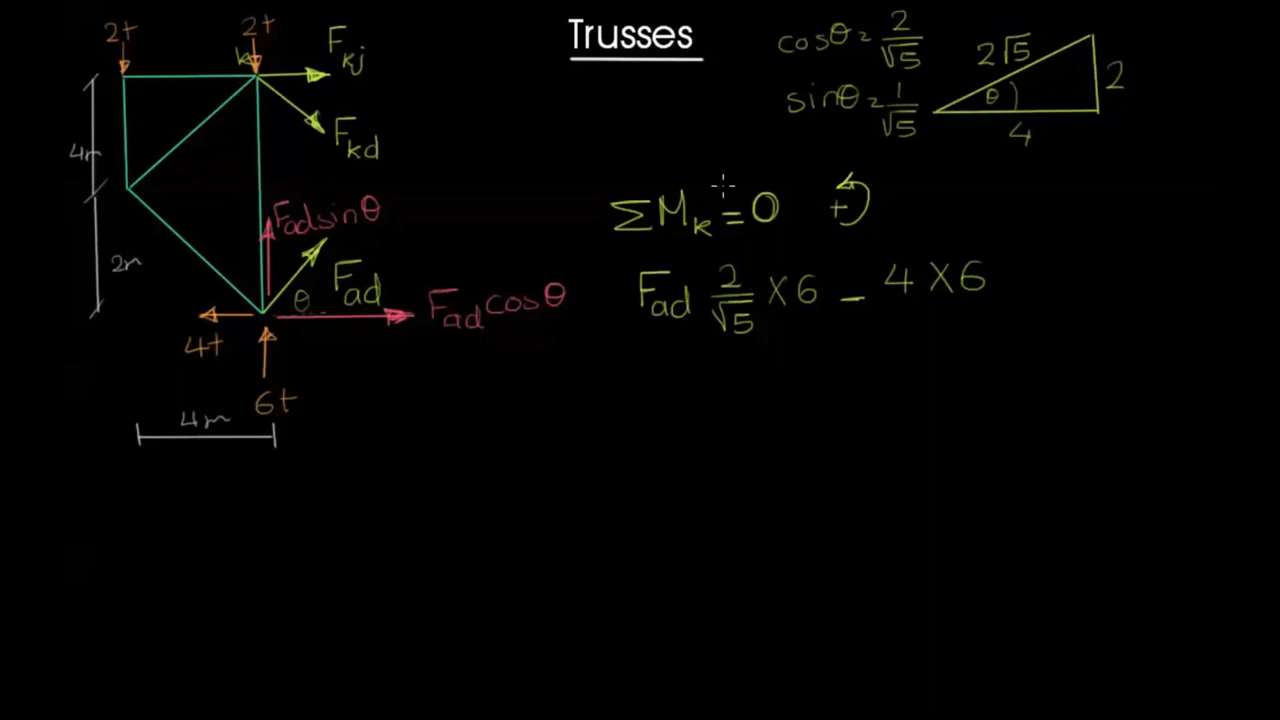 Trusses
2t
2t
k
F_kj
F_kd
4m
2m
F_ad sinθ
θ
F_ad
F_ad cosθ
4t
6t
4m
cosθ = 2/√5
sinθ = 1/√5
2√5
2
θ
4
ΣM_k = 0 +
F_ad 2/√5 × 6 - 4 × 6